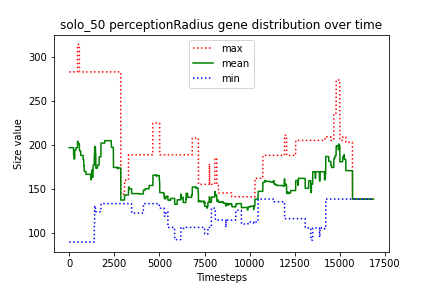 solo_50 perceptionRadius gene distribution over time
max
mean
min
Size value
300
250
200
150
100
0
2500
5000
7500
10000
12500
15000
17500
Timesteps